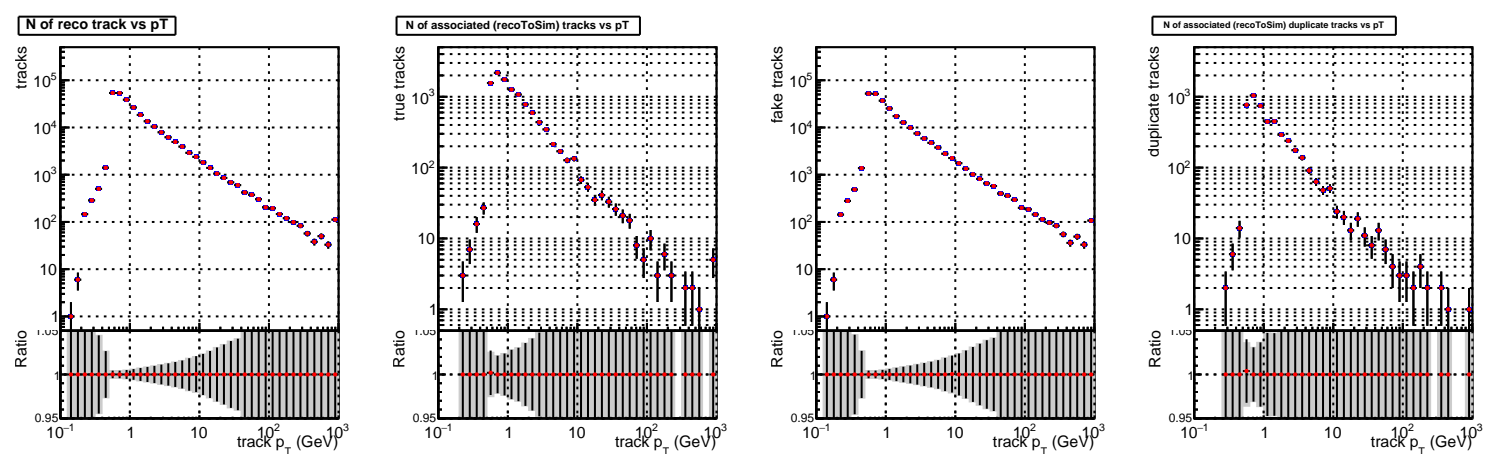 N of reco track vs pT
tracks
10^5
10^4
10^3
10^2
10
1
Ratio
1.05
1
0.95
10^-1 1 10 10^2 10^3
track p_T (GeV)
N of associated (recoToSim) tracks vs pT
true tracks
10^3
10^2
10
1
Ratio
1.05
1
0.95
10^-1 1 10 10^2 10^3
track p_T (GeV)
fake tracks
10^5
10^4
10^3
10^2
10
1
Ratio
1.05
1
0.95
10^-1 1 10 10^2 10^3
track p_T (GeV)
N of associated (recoToSim) duplicate tracks vs pT
duplicate tracks
10^3
10^2
10
1
Ratio
1.05
1
0.95
10^-1 1 10 10^2 10^3
track p_T (GeV)